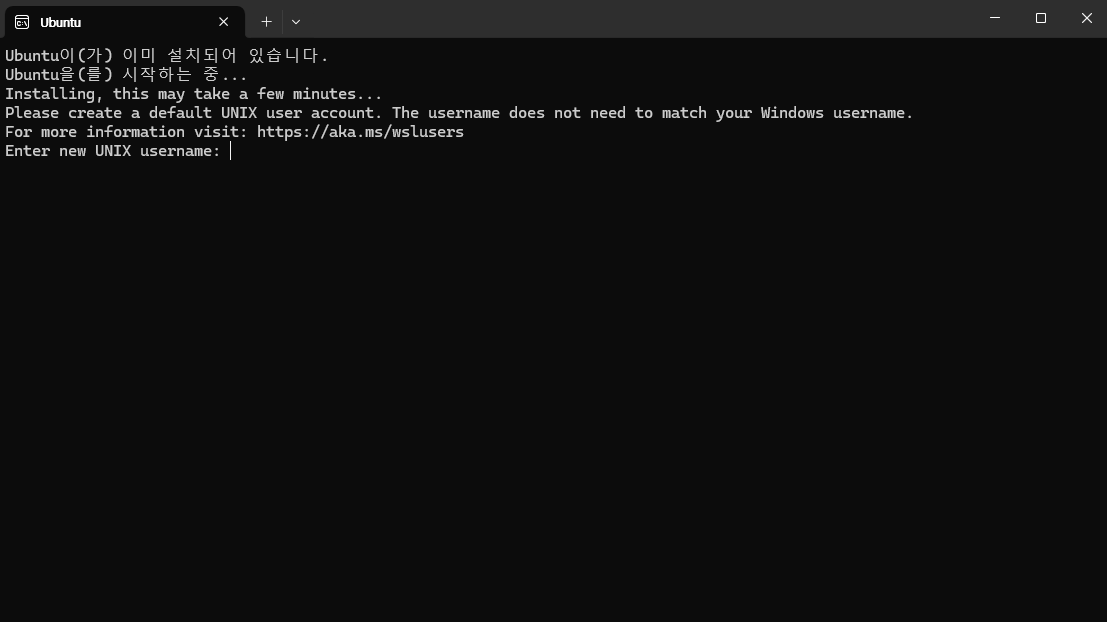 Ubuntu
Ubuntu이(가) 이미 설치되어 있습니다.
Ubuntu을(를) 시작하는 중...
Installing, this may take a few minutes...
Please create a default UNIX user account. The username does not need to match your Windows username.
For more information visit: https://aka.ms/wslusers
Enter new UNIX username: